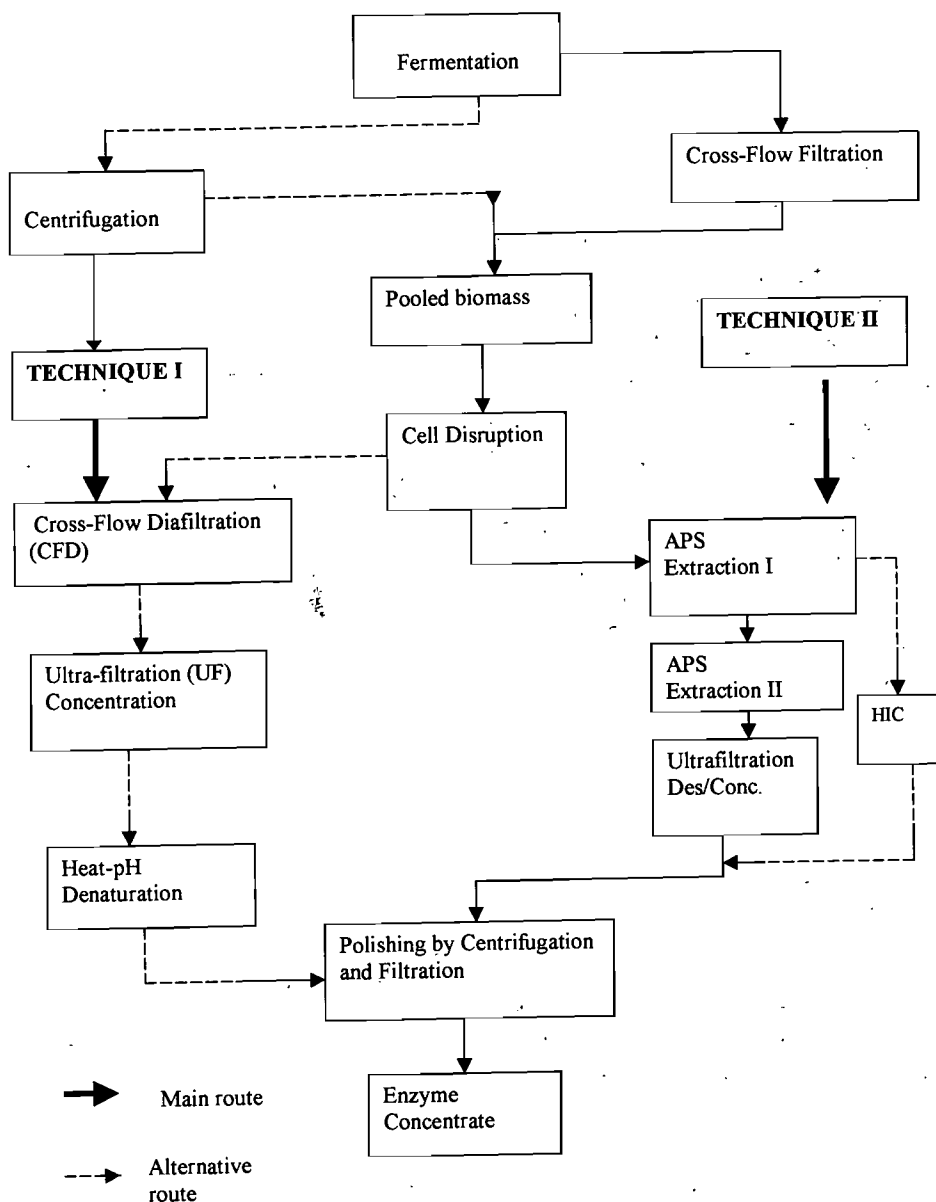 Fermentation
Cross-Flow Filtration
Centrifugation
Pooled biomass
TECHNIQUE II
TECHNIQUE I
Cell Disruption
Cross-Flow Diafiltration
(CFD)
APS
Extraction I
Ultra-filtration (UF)
Concentration
APS
Extraction II
HIC
Ultrafiltration
Des/Conc.
Heat-pH
Denaturation
Polishing by Centrifugation
and Filtration
Enzyme
Concentrate
Main route
Alternative
route